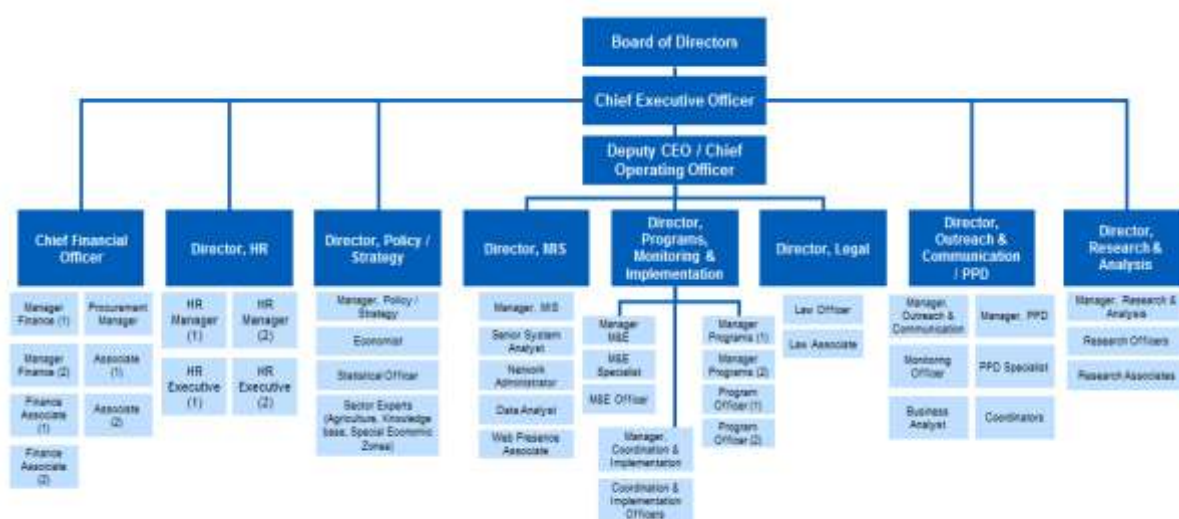 Board of Directors
Chief Executive Officer
Deputy CEO / Chief
Operating Officer
Chief Financial
Officer
Director, HR
Director, Policy /
Strategy
Director, MIS
Director,
Programs,
Monitoring &
Implementation
Director, Legal
Director,
Outreach &
Communication
/ PPD
Director,
Research &
Analysis
Manager
Finance (1)
Manager
Finance (2)
Finance
Associate
(1)
Finance
Associate
(2)
Procurement
Manager
Associate
(1)
Associate
(2)
HR
Manager
(1)
HR
Executive
(1)
HR
Manager
(2)
HR
Executive
(2)
Manager, Policy /
Strategy
Economist
Statistical Officer
Sector Experts
(Agriculture, Knowledge
base, Special Economic
Zones)
Manager, MIS
Senior System
Analyst
Network
Administrator
Data Analyst
Web Presence
Associate
Manager
M&E
M&E
Specialist
M&E Officer
Manager
Programs (1)
Manager
Programs (2)
Program
Officer (1)
Program
Officer (2)
Manager,
Coordination &
Implementation
Coordination &
Implementation
Officers
Law Officer
Law Associate
Manager,
Outreach &
Communication
Monitoring
Officer
Business
Analyst
Manager, PPD
PPD Specialist
Coordinators
Manager, Research &
Analysis
Research Officers
Research Associates